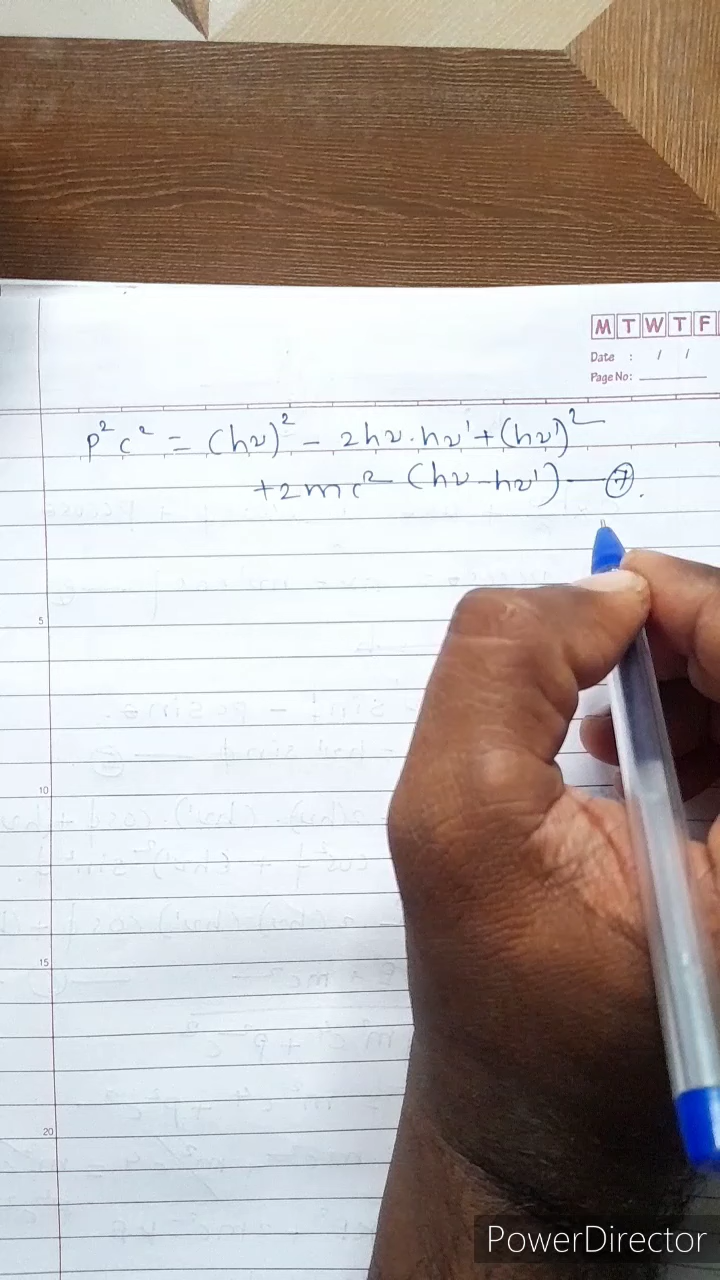 M T W T F
Date : / /
Page No:
p²c² = (hν)² - 2hν.hν' + (hν')²
+2mc² (hν-hν') — ⑦.
5
10
15
20
PowerDirector